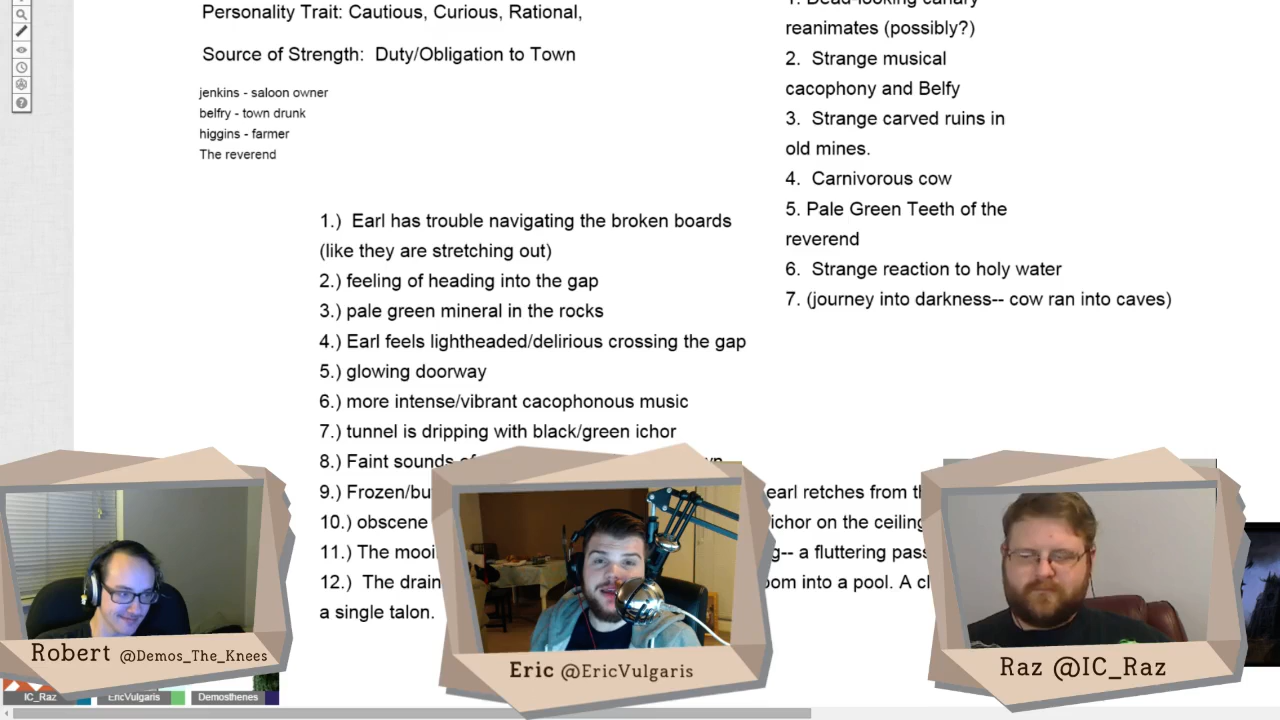 Personality Trait: Cautious, Curious, Rational,
Source of Strength: Duty/Obligation to Town
jenkins - saloon owner
belfry - town drunk
higgins - farmer
The reverend
1. Dead-looking canary
reanimates (possibly?)
2. Strange musical
cacophony and Belfy
3. Strange carved ruins in
old mines.
4. Carnivorous cow
5. Pale Green Teeth of the
reverend
6. Strange reaction to holy water
7. (journey into darkness-- cow ran into caves)
1.) Earl has trouble navigating the broken boards
(like they are stretching out)
2.) feeling of heading into the gap
3.) pale green mineral in the rocks
4.) Earl feels lightheaded/delirious crossing the gap
5.) glowing doorway
6.) more intense/vibrant cacophonous music
7.) tunnel is dripping with black/green ichor
8.) Faint sounds
9.) earl retches from
10.) obscene ichor on the ceiling
11.) The a fluttering
12.) The into a pool. A
a single talon.
Robert @Demos_The_Knees
Eric @EricVulgaris
Raz @IC_Raz
IC_Raz
EricVulgaris
Demosthenes